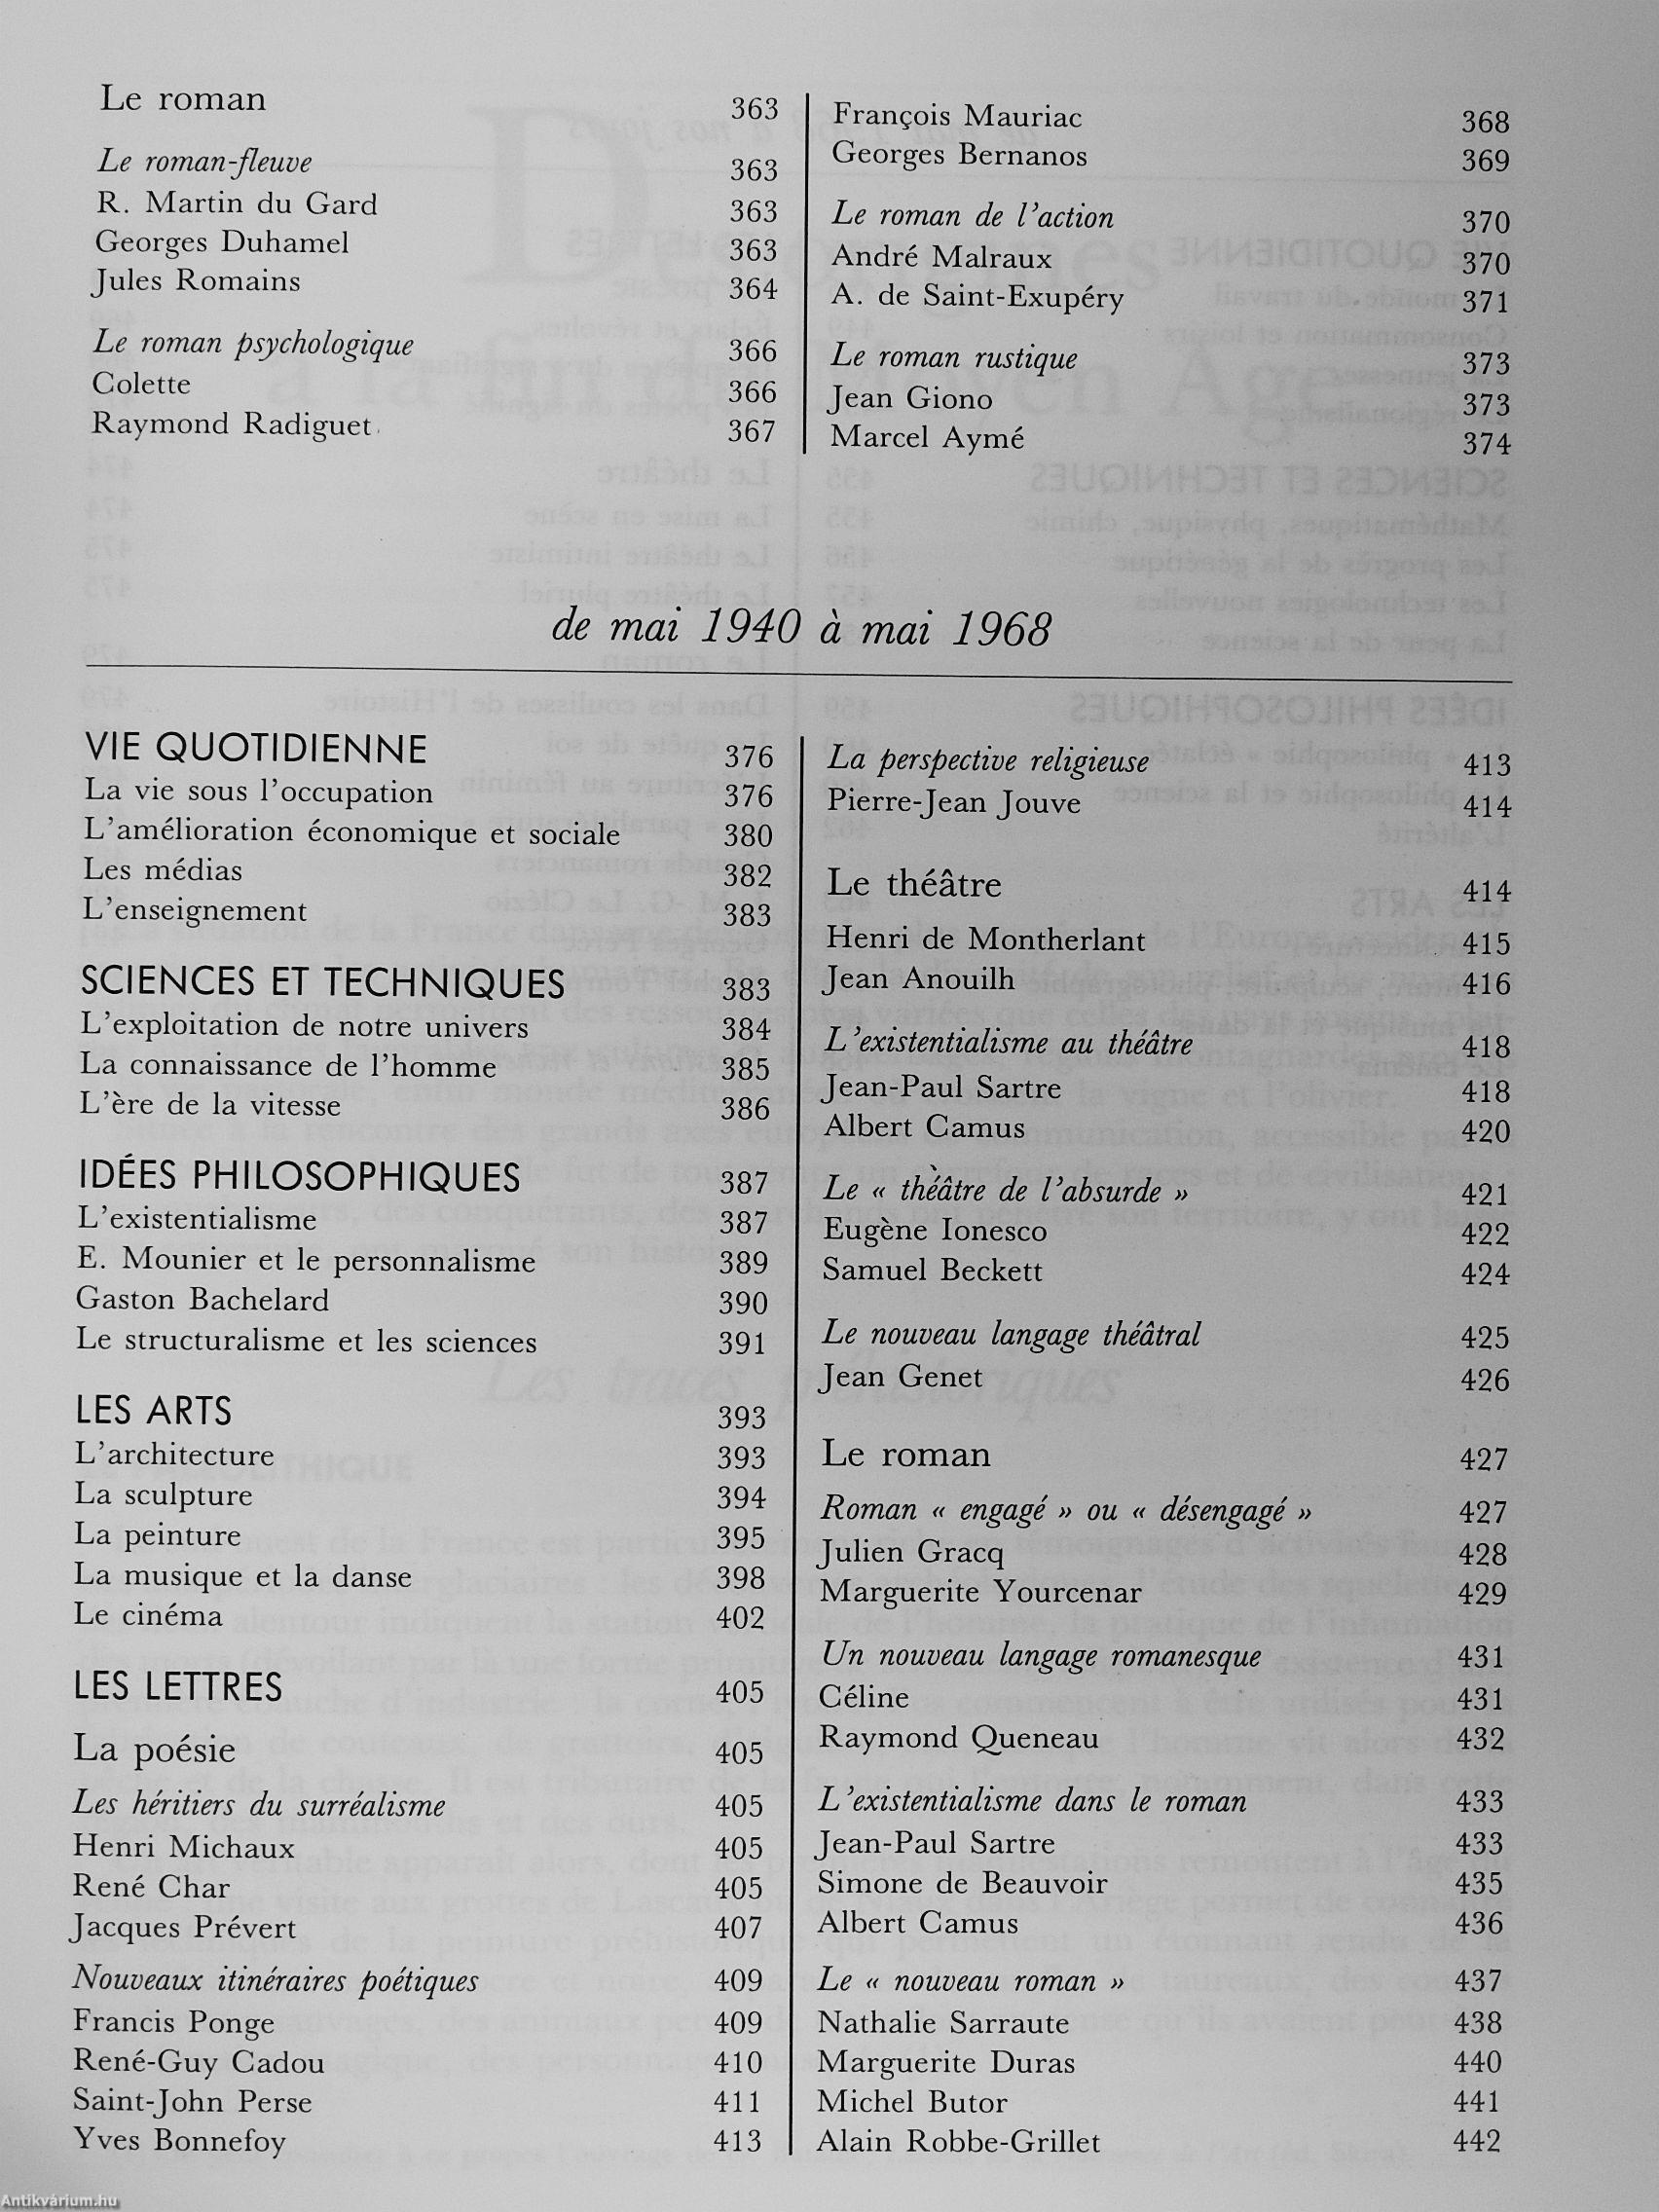 Le roman 363
Le roman-fleuve 363
R. Martin du Gard 363
Georges Duhamel 363
Jules Romains 364
Le roman psychologique 366
Colette 366
Raymond Radiguet 367
François Mauriac 368
Georges Bernanos 369
Le roman de l'action 370
André Malraux 370
A. de Saint-Exupéry 371
Le roman rustique 373
Jean Giono 373
Marcel Aymé 374
de mai 1940 à mai 1968
VIE QUOTIDIENNE 376
La vie sous l'occupation 376
L'amélioration économique et sociale 380
Les médias 382
L'enseignement 383
SCIENCES ET TECHNIQUES 383
L'exploitation de notre univers 384
La connaissance de l'homme 385
L'ère de la vitesse 386
IDÉES PHILOSOPHIQUES 387
L'existentialisme 387
E. Mounier et le personnalisme 389
Gaston Bachelard 390
Le structuralisme et les sciences 391
LES ARTS 393
L'architecture 393
La sculpture 394
La peinture 395
La musique et la danse 398
Le cinéma 402
LES LETTRES 405
La poésie 405
Les héritiers du surréalisme 405
Henri Michaux 405
René Char 405
Jacques Prévert 407
Nouveaux itinéraires poétiques 409
Francis Ponge 409
René-Guy Cadou 410
Saint-John Perse 411
Yves Bonnefoy 413
La perspective religieuse 413
Pierre-Jean Jouve 414
Le théâtre 414
Henri de Montherlant 415
Jean Anouilh 416
L'existentialisme au théâtre 418
Jean-Paul Sartre 418
Albert Camus 420
Le « théâtre de l'absurde » 421
Eugène Ionesco 422
Samuel Beckett 424
Le nouveau langage théâtral 425
Jean Genet 426
Le roman 427
Roman « engagé » ou « désengagé » 427
Julien Gracq 428
Marguerite Yourcenar 429
Un nouveau langage romanesque 431
Céline 431
Raymond Queneau 432
L'existentialisme dans le roman 433
Jean-Paul Sartre 433
Simone de Beauvoir 435
Albert Camus 436
Le « nouveau roman » 437
Nathalie Sarraute 438
Marguerite Duras 440
Michel Butor 441
Alain Robbe-Grillet 442
Antikvárium.hu